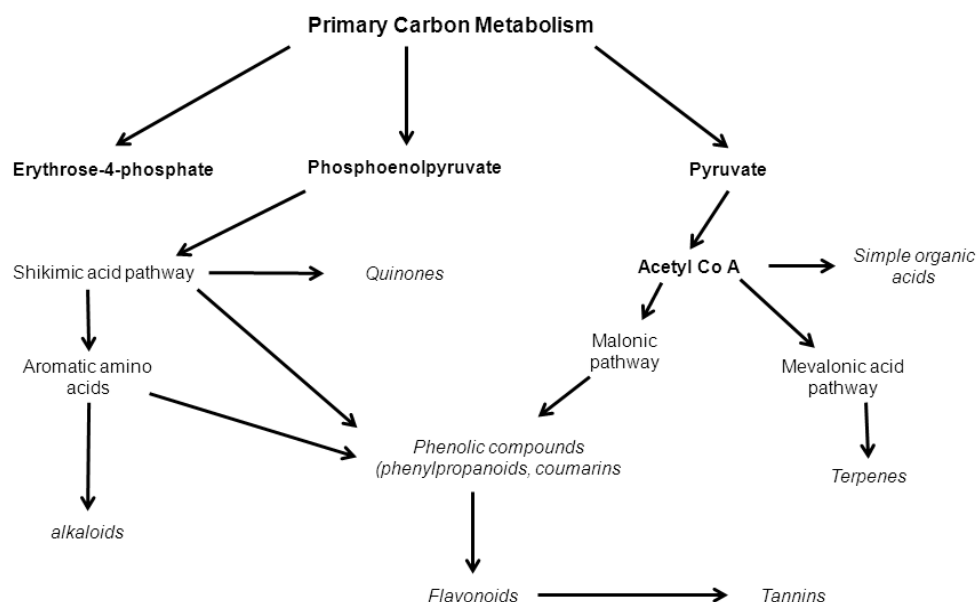 Primary Carbon Metabolism
Erythrose-4-phosphate
Phosphoenolpyruvate
Pyruvate
Shikimic acid pathway
Quinones
Acetyl Co A
Simple organic
acids
Malonic
pathway
Aromatic amino
acids
Mevalonic acid
pathway
Phenolic compounds
(phenylpropanoids, coumarins
Terpenes
alkaloids
Flavonoids
Tannins